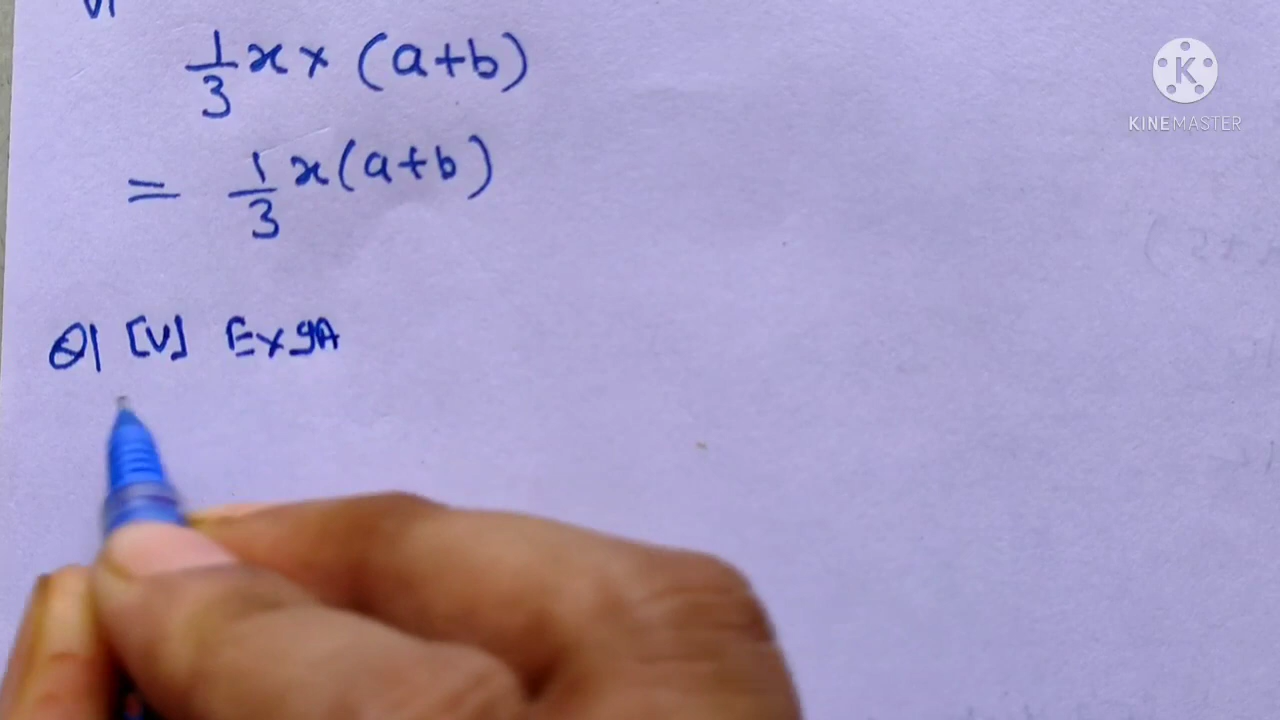 1/3 x × (a+b)
= 1/3 x(a+b)
Q1 [V] Ex 9A
K
KINEMASTER